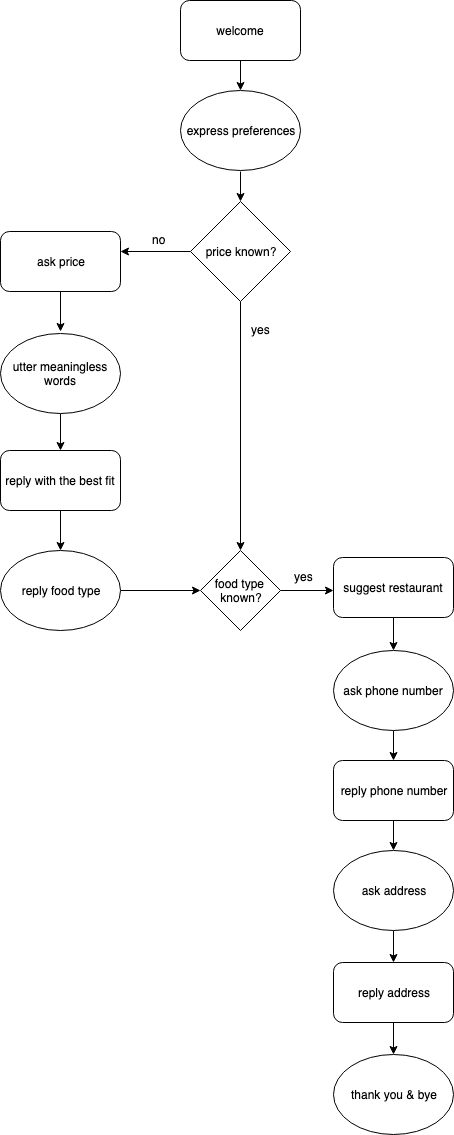 welcome
express preferences
price known?
no
ask price
yes
utter meaningless
words
reply with the best fit
reply food type
food type
known?
yes
suggest restaurant
ask phone number
reply phone number
ask address
reply address
thank you & bye